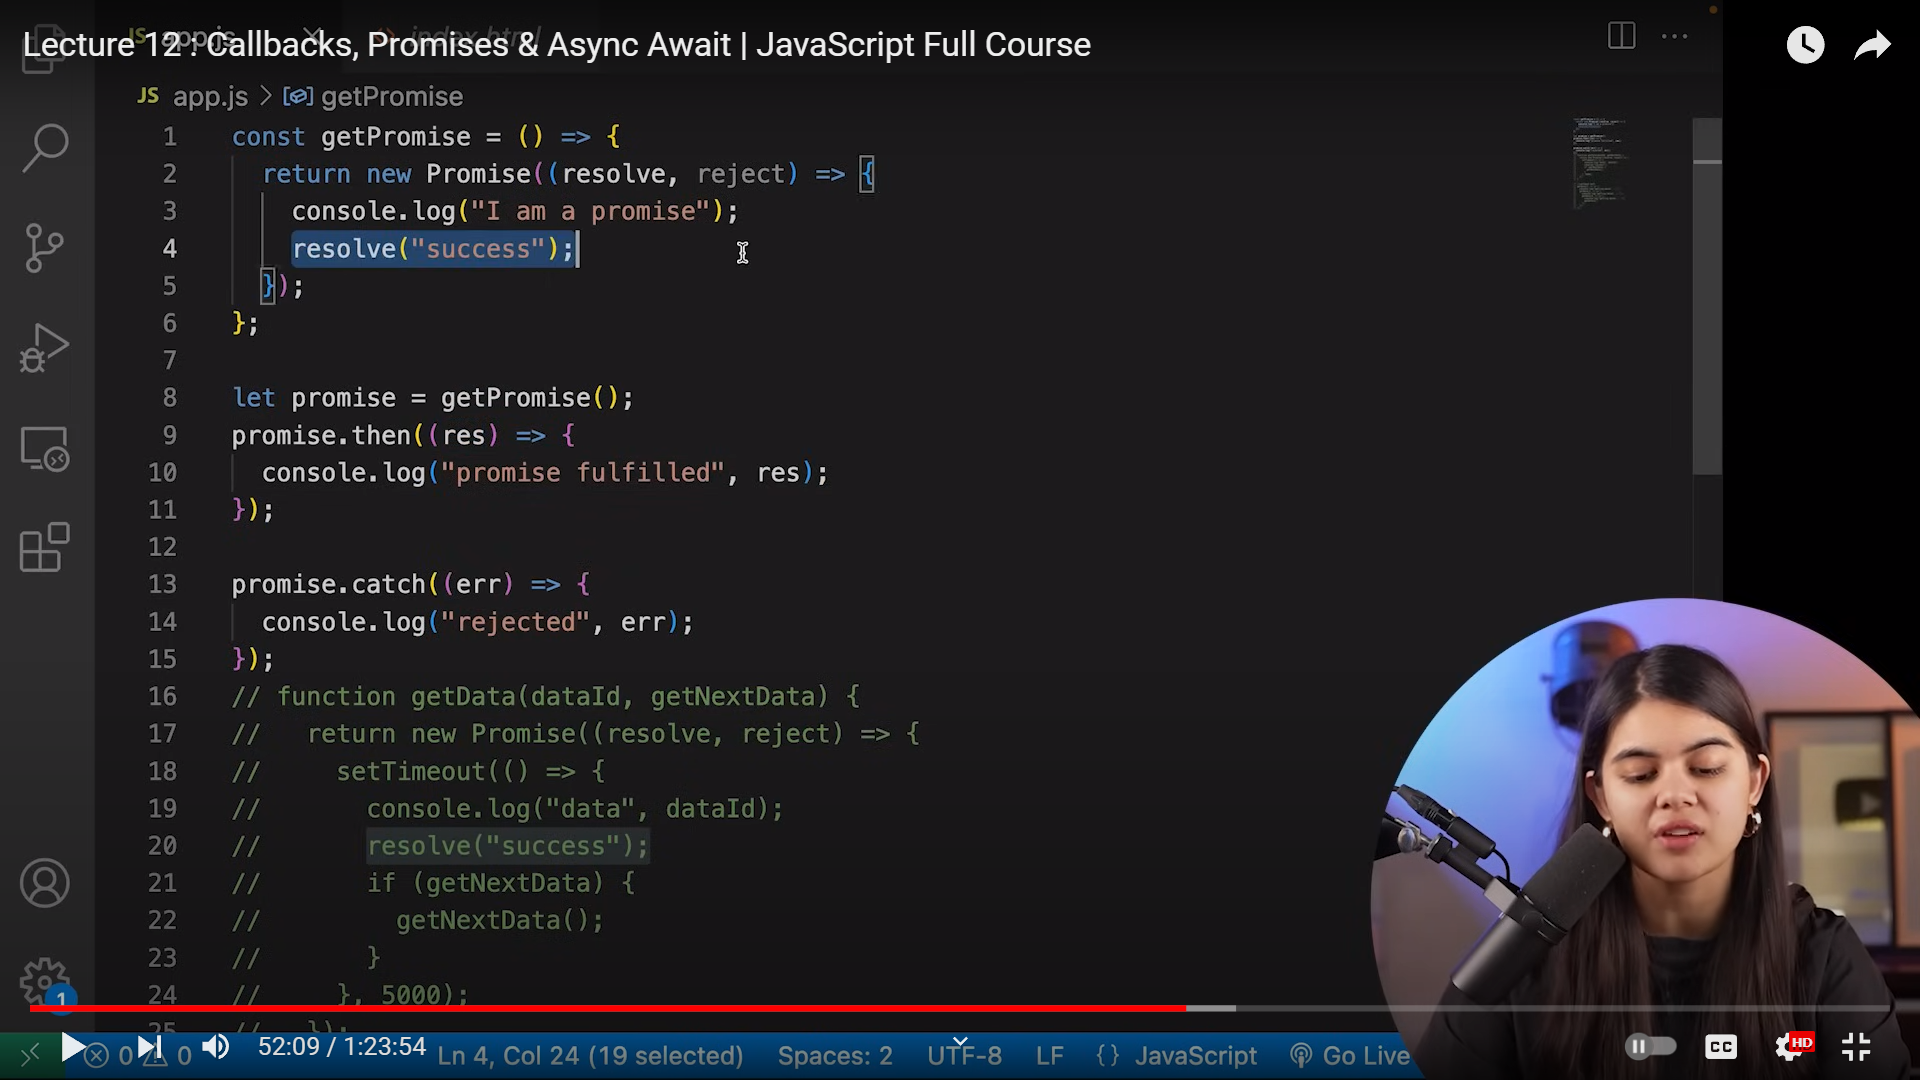 Lecture 12 : Callbacks, Promises & Async Await | JavaScript Full Course
JS app.js > getPromise
1 const getPromise = () => {
2 return new Promise((resolve, reject) => {
3 console.log("I am a promise");
4 resolve("success");
5 });
6 };
7
8 let promise = getPromise();
9 promise.then((res) => {
10 console.log("promise fulfilled", res);
11 });
12
13 promise.catch((err) => {
14 console.log("rejected", err);
15 });
16 // function getData(dataId, getNextData) {
17 // return new Promise((resolve, reject) => {
18 // setTimeout(() => {
19 // console.log("data", dataId);
20 // resolve("success");
21 // if (getNextData) {
22 // getNextData();
23 // }
24 // }, 5000);
25 // });
1
52:09 / 1:23:54
CC
HD
0 0 Ln 4, Col 24 (19 selected) Spaces: 2 UTF-8 LF {} JavaScript Go Live